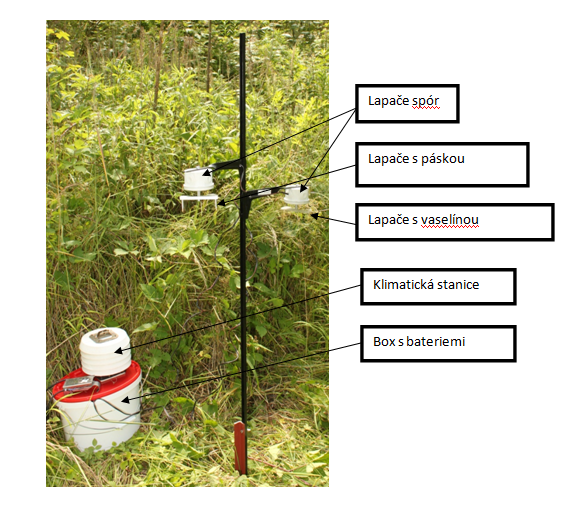 Lapače spór
Lapače s páskou
Lapače s vaselínou
Klimatická stanice
Box s bateriemi